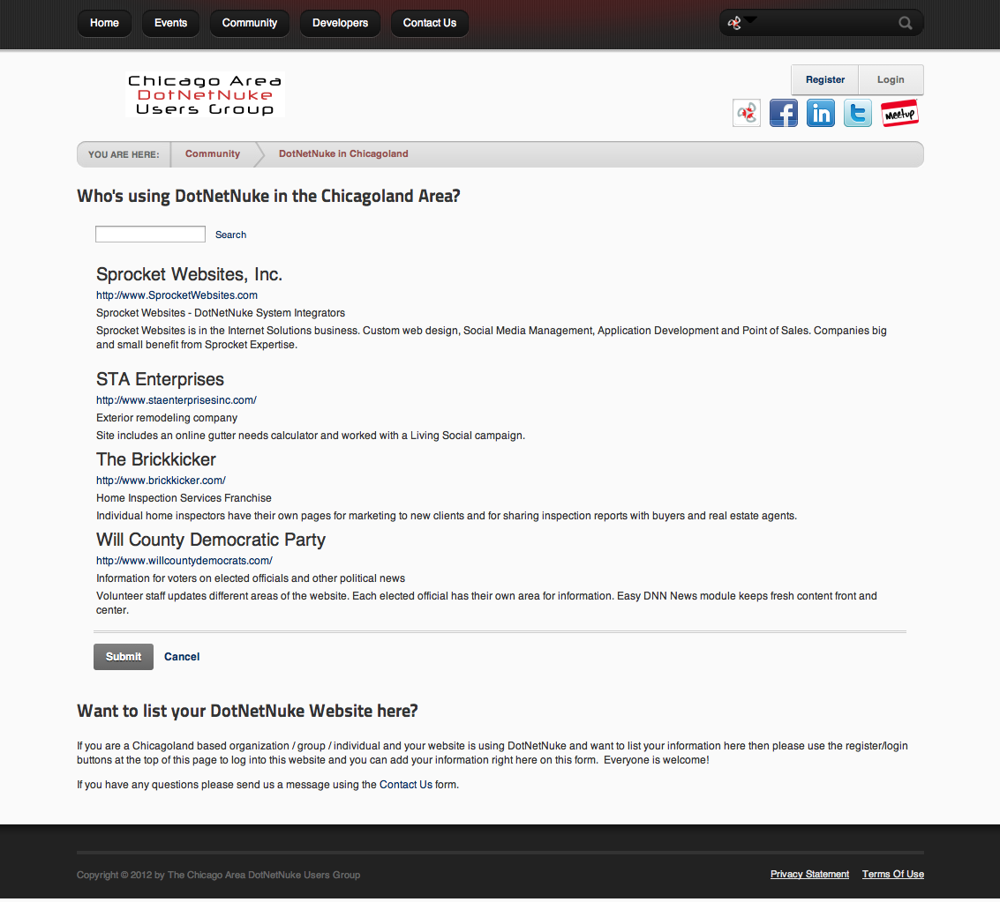 Home Events Community Developers Contact Us
Chicago Area
DotNetNuke
Users Group
Register Login
in
Meetup
YOU ARE HERE: Community DotNetNuke in Chicagoland
Who's using DotNetNuke in the Chicagoland Area?
Search
Sprocket Websites, Inc.
http://www.SprocketWebsites.com
Sprocket Websites - DotNetNuke System Integrators
Sprocket Websites is in the Internet Solutions business. Custom web design, Social Media Management, Application Development and Point of Sales. Companies big
and small benefit from Sprocket Expertise.
STA Enterprises
http://www.staenterprisesinc.com/
Exterior remodeling company
Site includes an online gutter needs calculator and worked with a Living Social campaign.
The Brickkicker
http://www.brickkicker.com/
Home Inspection Services Franchise
Individual home inspectors have their own pages for marketing to new clients and for sharing inspection reports with buyers and real estate agents.
Will County Democratic Party
http://www.willcountydemocrats.com/
Information for voters on elected officials and other political news
Volunteer staff updates different areas of the website. Each elected official has their own area for information. Easy DNN News module keeps fresh content front and
center.
Submit Cancel
Want to list your DotNetNuke Website here?
If you are a Chicagoland based organization / group / individual and your website is using DotNetNuke and want to list your information here then please use the register/login
buttons at the top of this page to log into this website and you can add your information right here on this form. Everyone is welcome!
If you have any questions please send us a message using the Contact Us form.
Copyright © 2012 by The Chicago Area DotNetNuke Users Group Privacy Statement Terms Of Use